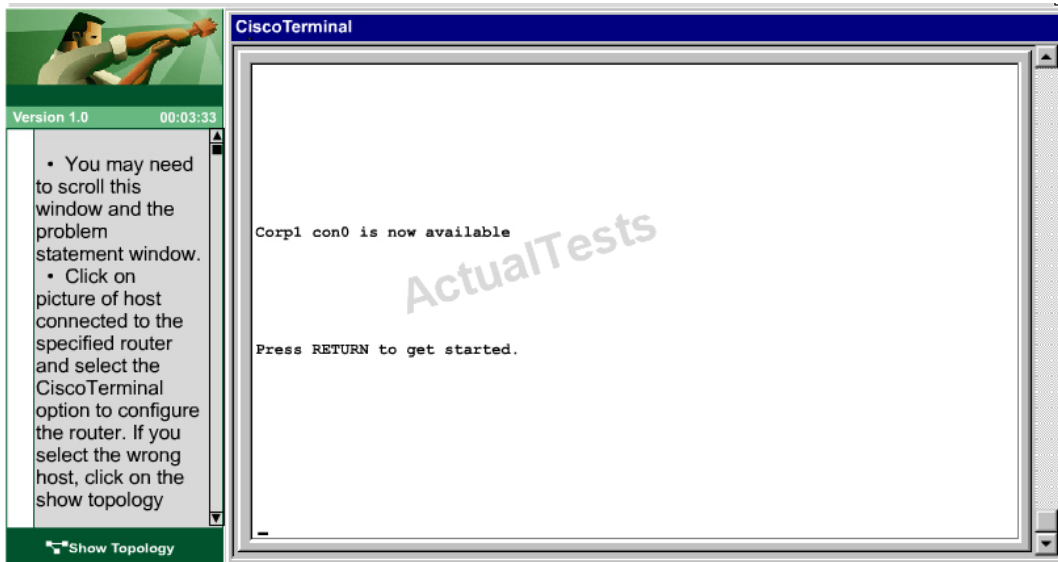 CiscoTerminal
Version 1.0 00:03:33
• You may need
to scroll this
window and the
problem
statement window.
• Click on
picture of host
connected to the
specified router
and select the
CiscoTerminal
option to configure
the router. If you
select the wrong
host, click on the
show topology
Show Topology
Corp1 con0 is now available
ActualTests
Press RETURN to get started.